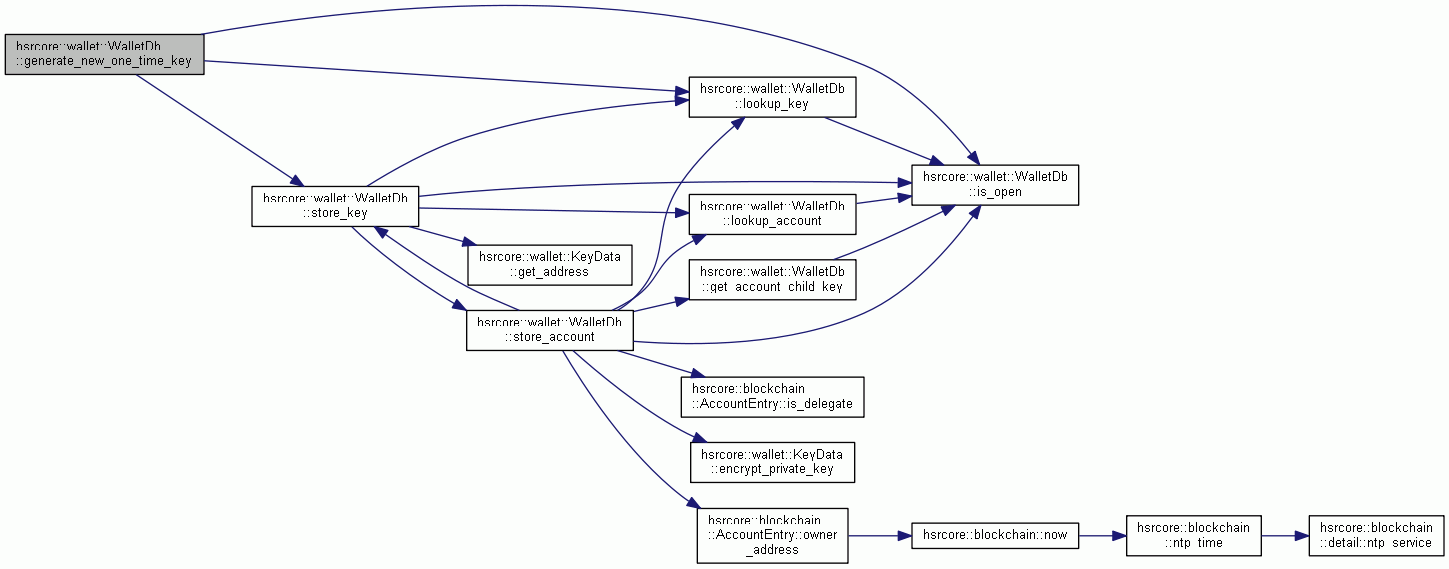 hsrcore::wallet::WalletDb
::generate_new_one_time_key
hsrcore::wallet::WalletDb
::lookup_key
hsrcore::wallet::WalletDb
::is_open
hsrcore::wallet::WalletDb
::store_key
hsrcore::wallet::WalletDb
::lookup_account
hsrcore::wallet::KeyData
::get_address
hsrcore::wallet::WalletDb
::get_account_child_key
hsrcore::wallet::WalletDb
::store_account
hsrcore::blockchain
::AccountEntry::is_delegate
hsrcore::wallet::KeyData
::encrypt_private_key
hsrcore::blockchain
::AccountEntry::owner
_address
hsrcore::blockchain::now
hsrcore::blockchain
::ntp_time
hsrcore::blockchain
::detail::ntp_service